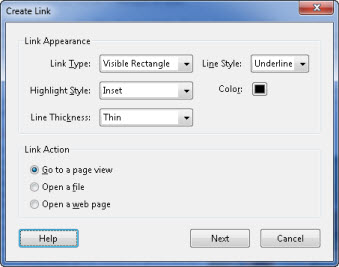 Create Link
Link Appearance
Link Type: Visible Rectangle Line Style: Underline
Highlight Style: Inset Color:
Line Thickness: Thin
Link Action
Go to a page view
Open a file
Open a web page
Help Next Cancel